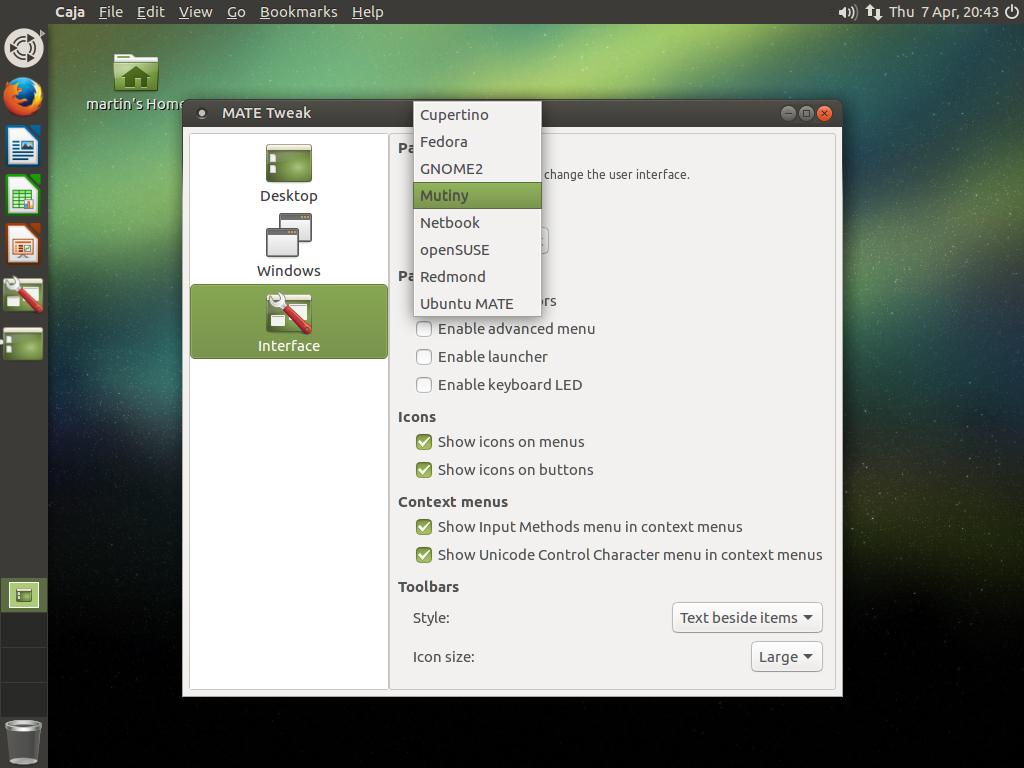 Caja File Edit View Go Bookmarks Help Thu 7 Apr, 20:43
martin's Home
MATE Tweak
Desktop
Windows
Interface
Cupertino
Fedora
GNOME2
Mutiny
Netbook
openSUSE
Redmond
Ubuntu MATE
Pa
change the user interface.
Pa
ors
Enable advanced menu
Enable launcher
Enable keyboard LED
Icons
Show icons on menus
Show icons on buttons
Context menus
Show Input Methods menu in context menus
Show Unicode Control Character menu in context menus
Toolbars
Style: Text beside items
Icon size: Large